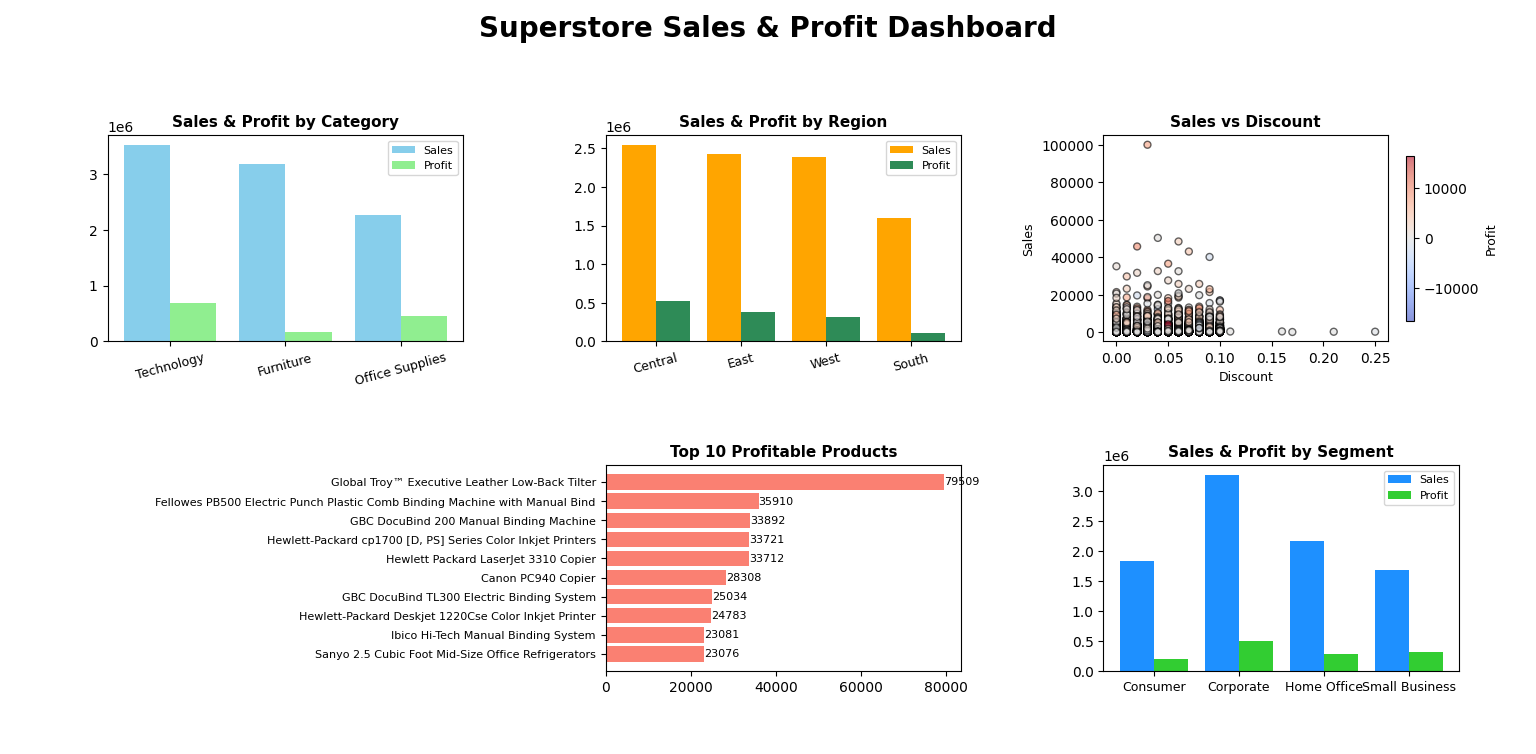 Superstore Sales & Profit Dashboard
Sales & Profit by Category
1e6
Sales
Profit
3
2
1
0
Technology
Furniture
Office Supplies
Sales & Profit by Region
1e6
Sales
Profit
2.5
2.0
1.5
1.0
0.5
0.0
Central
East
West
South
Sales vs Discount
Sales
100000
80000
60000
40000
20000
0
0.00
0.05
0.10
0.15
0.20
0.25
Discount
10000
0
−10000
Profit
Top 10 Profitable Products
Global Troy™ Executive Leather Low-Back Tilter
79509
Fellowes PB500 Electric Punch Plastic Comb Binding Machine with Manual Bind
35910
GBC DocuBind 200 Manual Binding Machine
33892
Hewlett-Packard cp1700 [D, PS] Series Color Inkjet Printers
33721
Hewlett Packard LaserJet 3310 Copier
33712
Canon PC940 Copier
28308
GBC DocuBind TL300 Electric Binding System
25034
Hewlett-Packard Deskjet 1220Cse Color Inkjet Printer
24783
Ibico Hi-Tech Manual Binding System
23081
Sanyo 2.5 Cubic Foot Mid-Size Office Refrigerators
23076
0
20000
40000
60000
80000
Sales & Profit by Segment
1e6
Sales
Profit
3.0
2.5
2.0
1.5
1.0
0.5
0.0
Consumer
Corporate
Home Office
Small Business